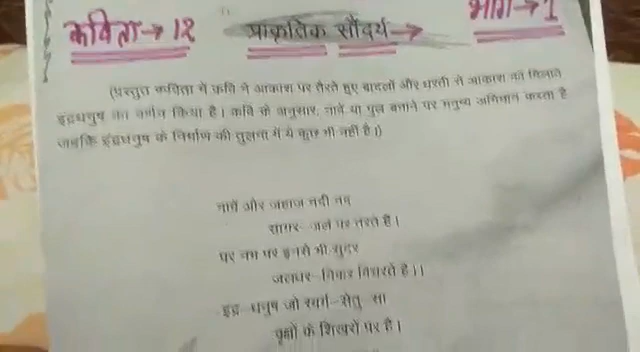 कविता→ 12 प्राकृतिक सौंदर्य→ भाग→1
(प्रस्तुत कविता में कवि ने आकाश पर तैरते हुए बादलों और धरती से आकाश को मिलाते
इंद्रधनुष का वर्णन किया है। कवि के अनुसार, नावें या पुल बनाने पर मनुष्य अभिमान करता है
जबकि इंद्रधनुष के निर्माण की तुलना में ये कुछ भी नहीं है।)
नावें और जहाज नदी नद
सागर-जल पर तरते हैं।
पर नभ पर इनसे भी सुंदर
जलधर-निकर विचरते हैं।।
इंद्र-धनुष जो स्वर्ग-सेतु सा
वृक्षों के शिखरों पर है।